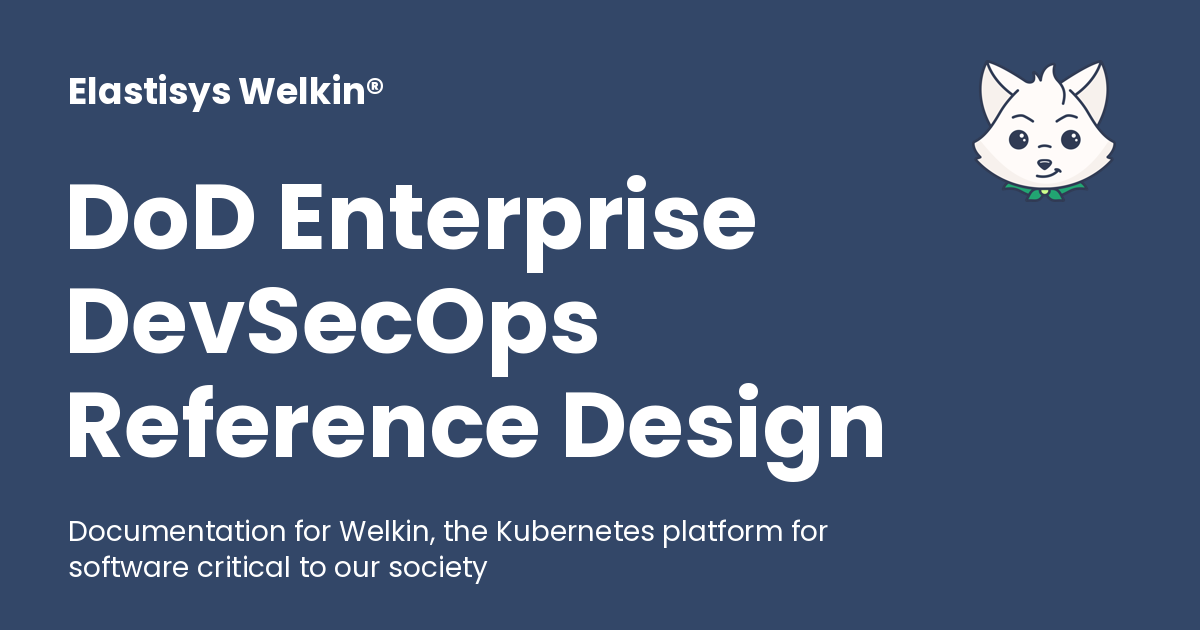 Elastisys Welkin®
DoD Enterprise
DevSecOps
Reference Design
Documentation for Welkin, the Kubernetes platform for
software critical to our society